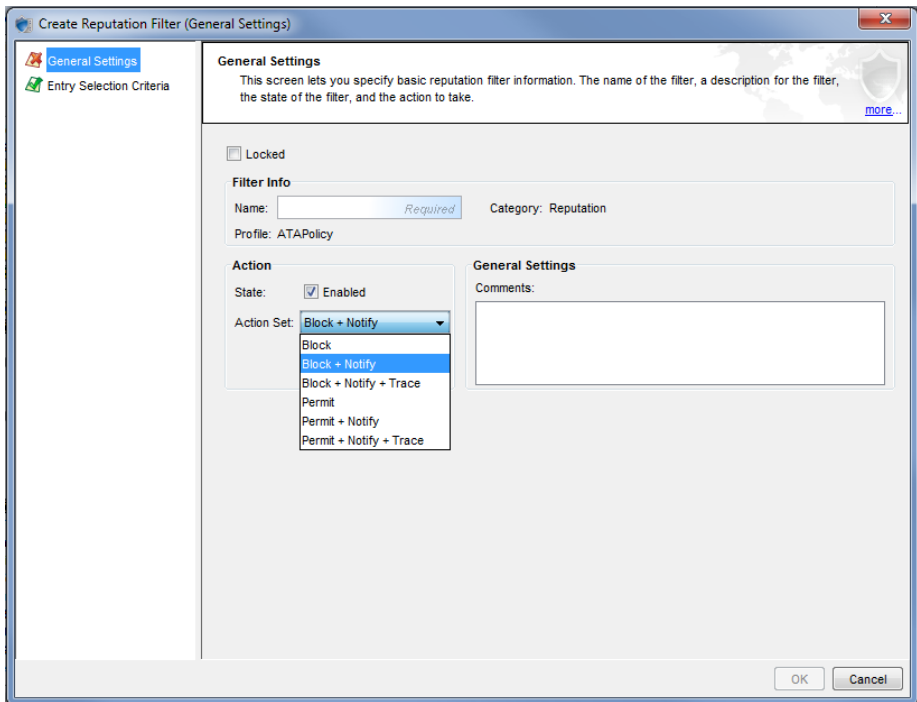 Create Reputation Filter (General Settings)
General Settings
Entry Selection Criteria
General Settings
This screen lets you specify basic reputation filter information. The name of the filter, a description for the filter,
the state of the filter, and the action to take.
more...
Locked
Filter Info
Name: Required Category: Reputation
Profile: ATAPolicy
Action
State: Enabled
Action Set: Block + Notify
Block
Block + Notify
Block + Notify + Trace
Permit
Permit + Notify
Permit + Notify + Trace
General Settings
Comments:
OK Cancel